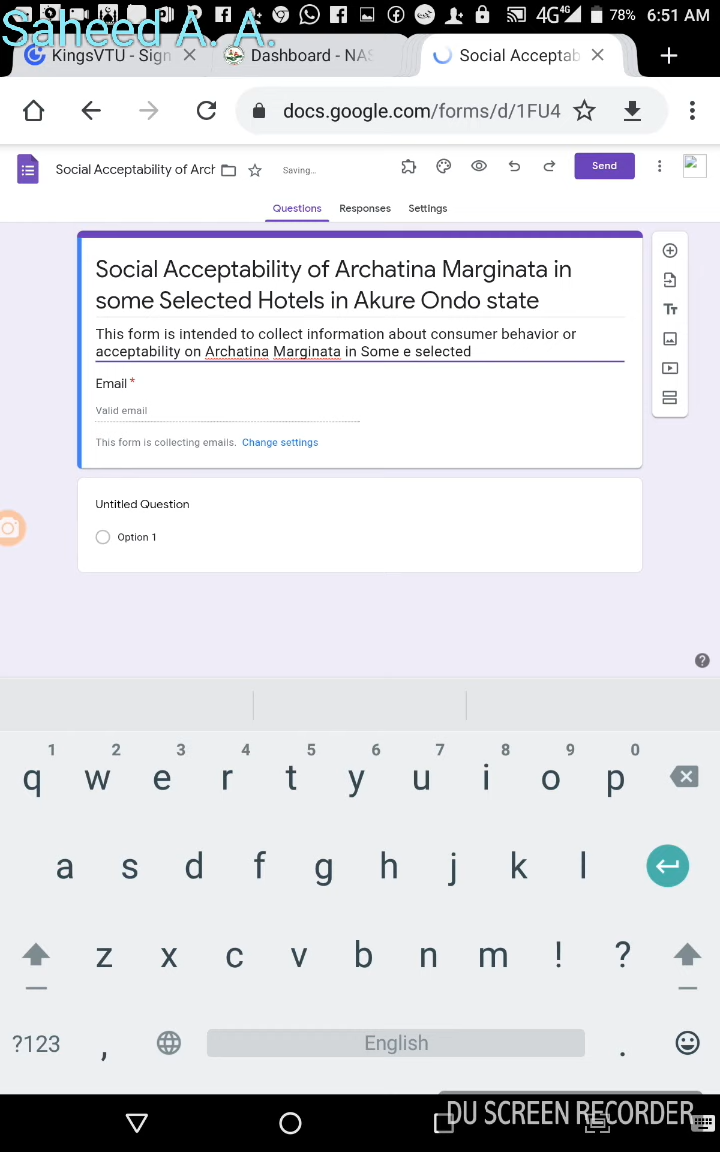 Saheed A. A.
4G 4G 78% 6:51 AM
KingsVTU - Sign Dashboard - NAS Social Acceptab
docs.google.com/forms/d/1FU4
Social Acceptability of Arch Saving... Send
Questions Responses Settings
Social Acceptability of Archatina Marginata in
some Selected Hotels in Akure Ondo state
This form is intended to collect information about consumer behavior or
acceptability on Archatina Marginata in Some e selected
Email *
Valid email
This form is collecting emails. Change settings
Untitled Question
Option 1
1 2 3 4 5 6 7 8 9 0
q w e r t y u i o p
a s d f g h j k l
z x c v b n m ! ?
?123 , English .
DU SCREEN RECORDER